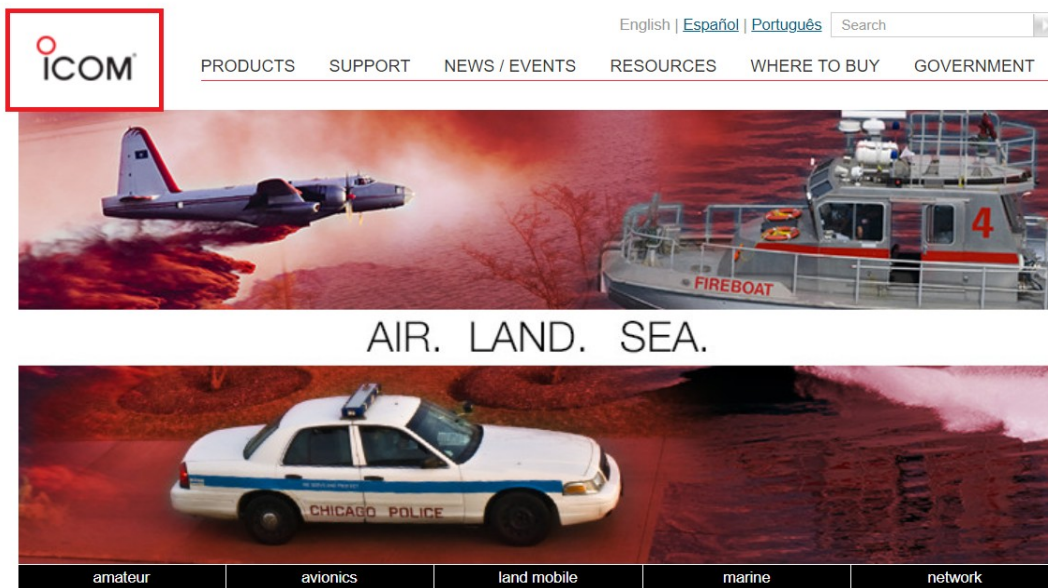 English | Español | Português Search
ICOM
PRODUCTS SUPPORT NEWS / EVENTS RESOURCES WHERE TO BUY GOVERNMENT
4
FIREBOAT
AIR. LAND. SEA.
CHICAGO POLICE
amateur avionics land mobile marine network